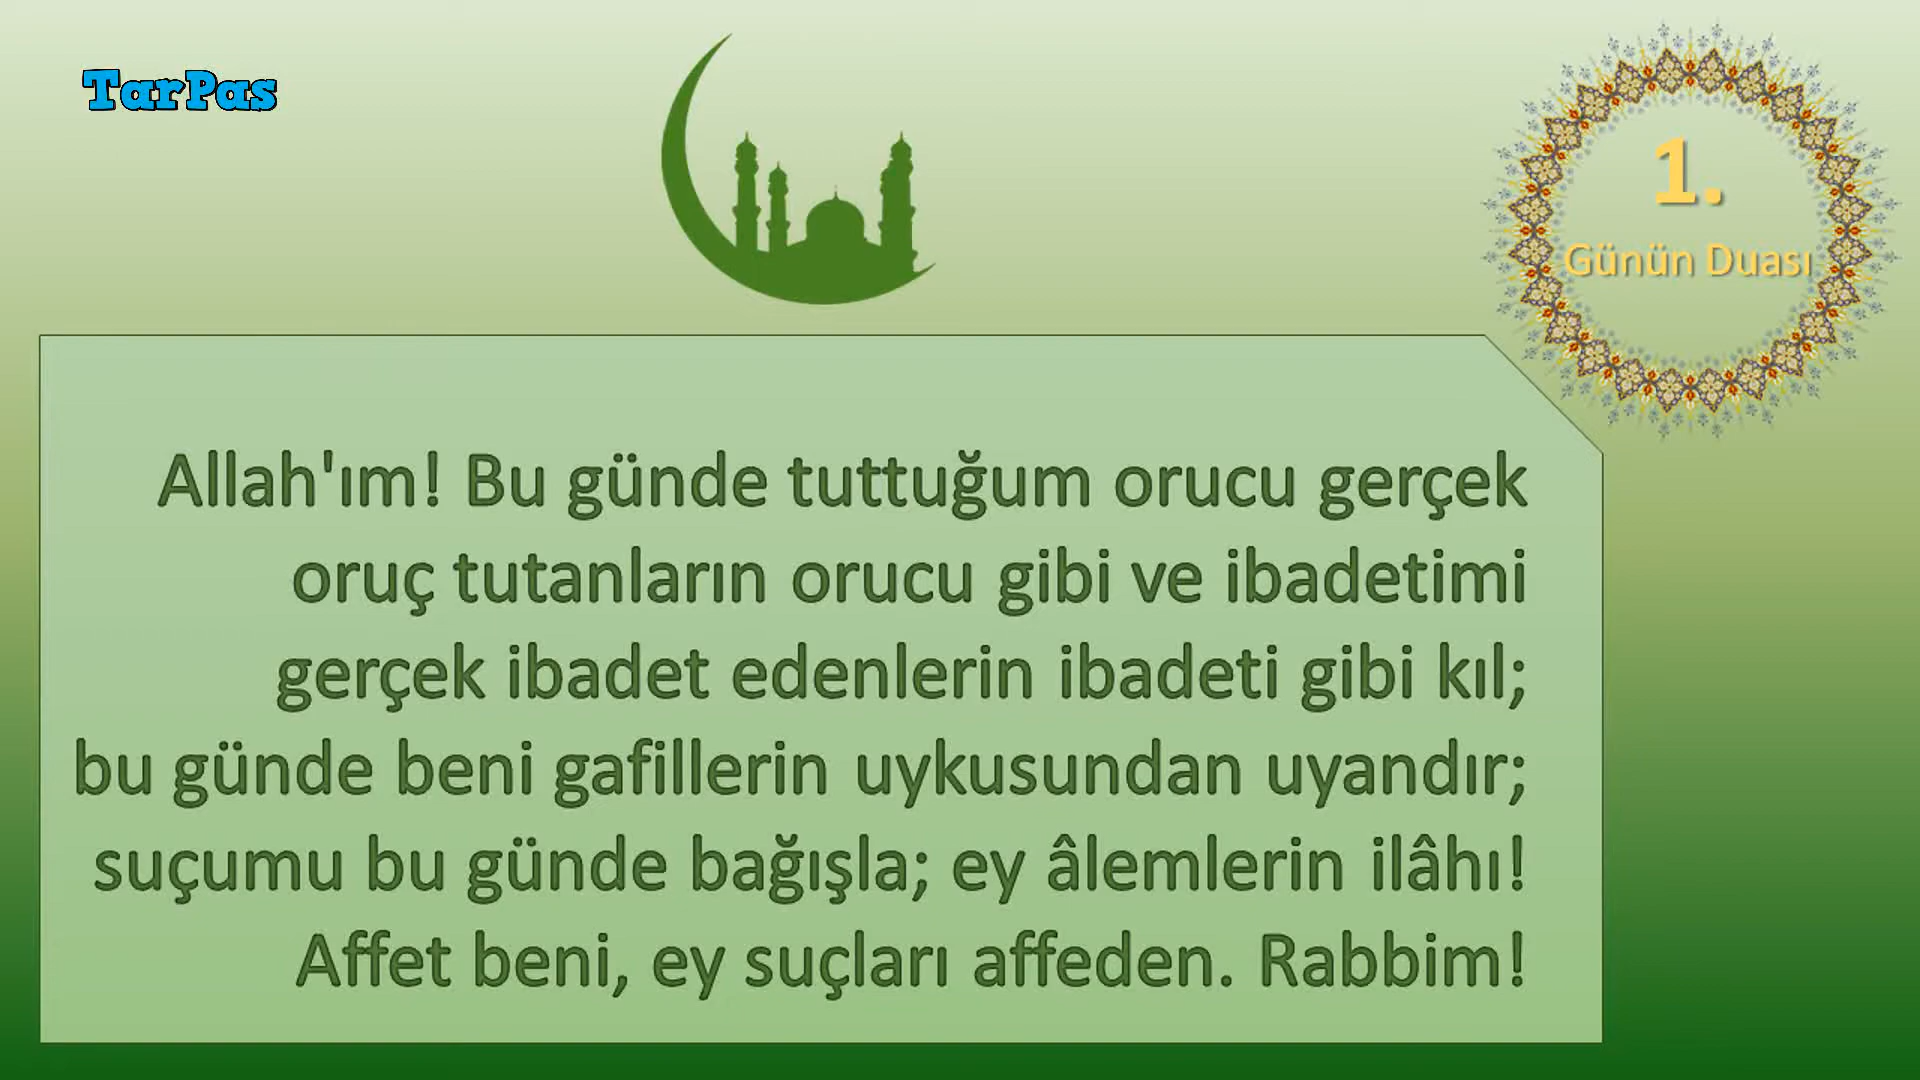 TarPas
1.
Günün Duası
Allah'ım! Bu günde tuttuğum orucu gerçek
oruç tutanların orucu gibi ve ibadetimi
gerçek ibadet edenlerin ibadeti gibi kıl;
bu günde beni gafillerin uykusundan uyandır;
suçumu bu günde bağışla; ey âlemlerin ilâhı!
Affet beni, ey suçları affeden. Rabbim!